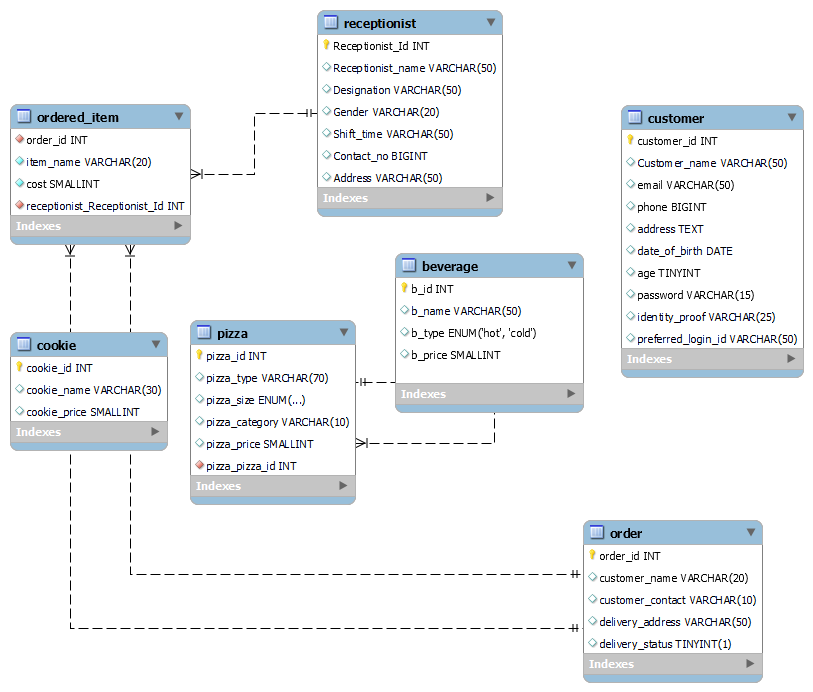 receptionist
Receptionist_Id INT
Receptionist_name VARCHAR(50)
Designation VARCHAR(50)
Gender VARCHAR(20)
Shift_time VARCHAR(50)
Contact_no BIGINT
Address VARCHAR(50)
Indexes
ordered_item
order_id INT
item_name VARCHAR(20)
cost SMALLINT
receptionist_Receptionist_Id INT
Indexes
customer
customer_id INT
Customer_name VARCHAR(50)
email VARCHAR(50)
phone BIGINT
address TEXT
date_of_birth DATE
age TINYINT
password VARCHAR(15)
identity_proof VARCHAR(25)
preferred_login_id VARCHAR(50)
Indexes
beverage
b_id INT
b_name VARCHAR(50)
b_type ENUM('hot', 'cold')
b_price SMALLINT
Indexes
cookie
cookie_id INT
cookie_name VARCHAR(30)
cookie_price SMALLINT
Indexes
pizza
pizza_id INT
pizza_type VARCHAR(70)
pizza_size ENUM(...)
pizza_category VARCHAR(10)
pizza_price SMALLINT
pizza_pizza_id INT
Indexes
order
order_id INT
customer_name VARCHAR(20)
customer_contact VARCHAR(10)
delivery_address VARCHAR(50)
delivery_status TINYINT(1)
Indexes